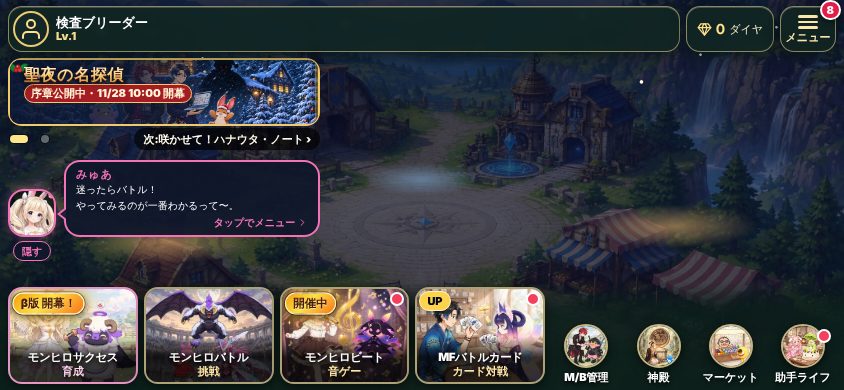 検査ブリーダー
Lv.1
0 ダイヤ
8
メニュー
聖夜の名探偵
序章公開中・11/28 10:00 開幕
次:咲かせて！ハナウタ・ノート ›
みゅあ
迷ったらバトル！
やってみるのが一番わかるって〜。
タップでメニュー ›
隠す
β版 開幕！
モンヒロサクセス
育成
モンヒロバトル
挑戦
開催中
モンヒロビート
音ゲー
UP
MFバトルカード
カード対戦
M/B管理
神殿
マーケット
助手ライフ